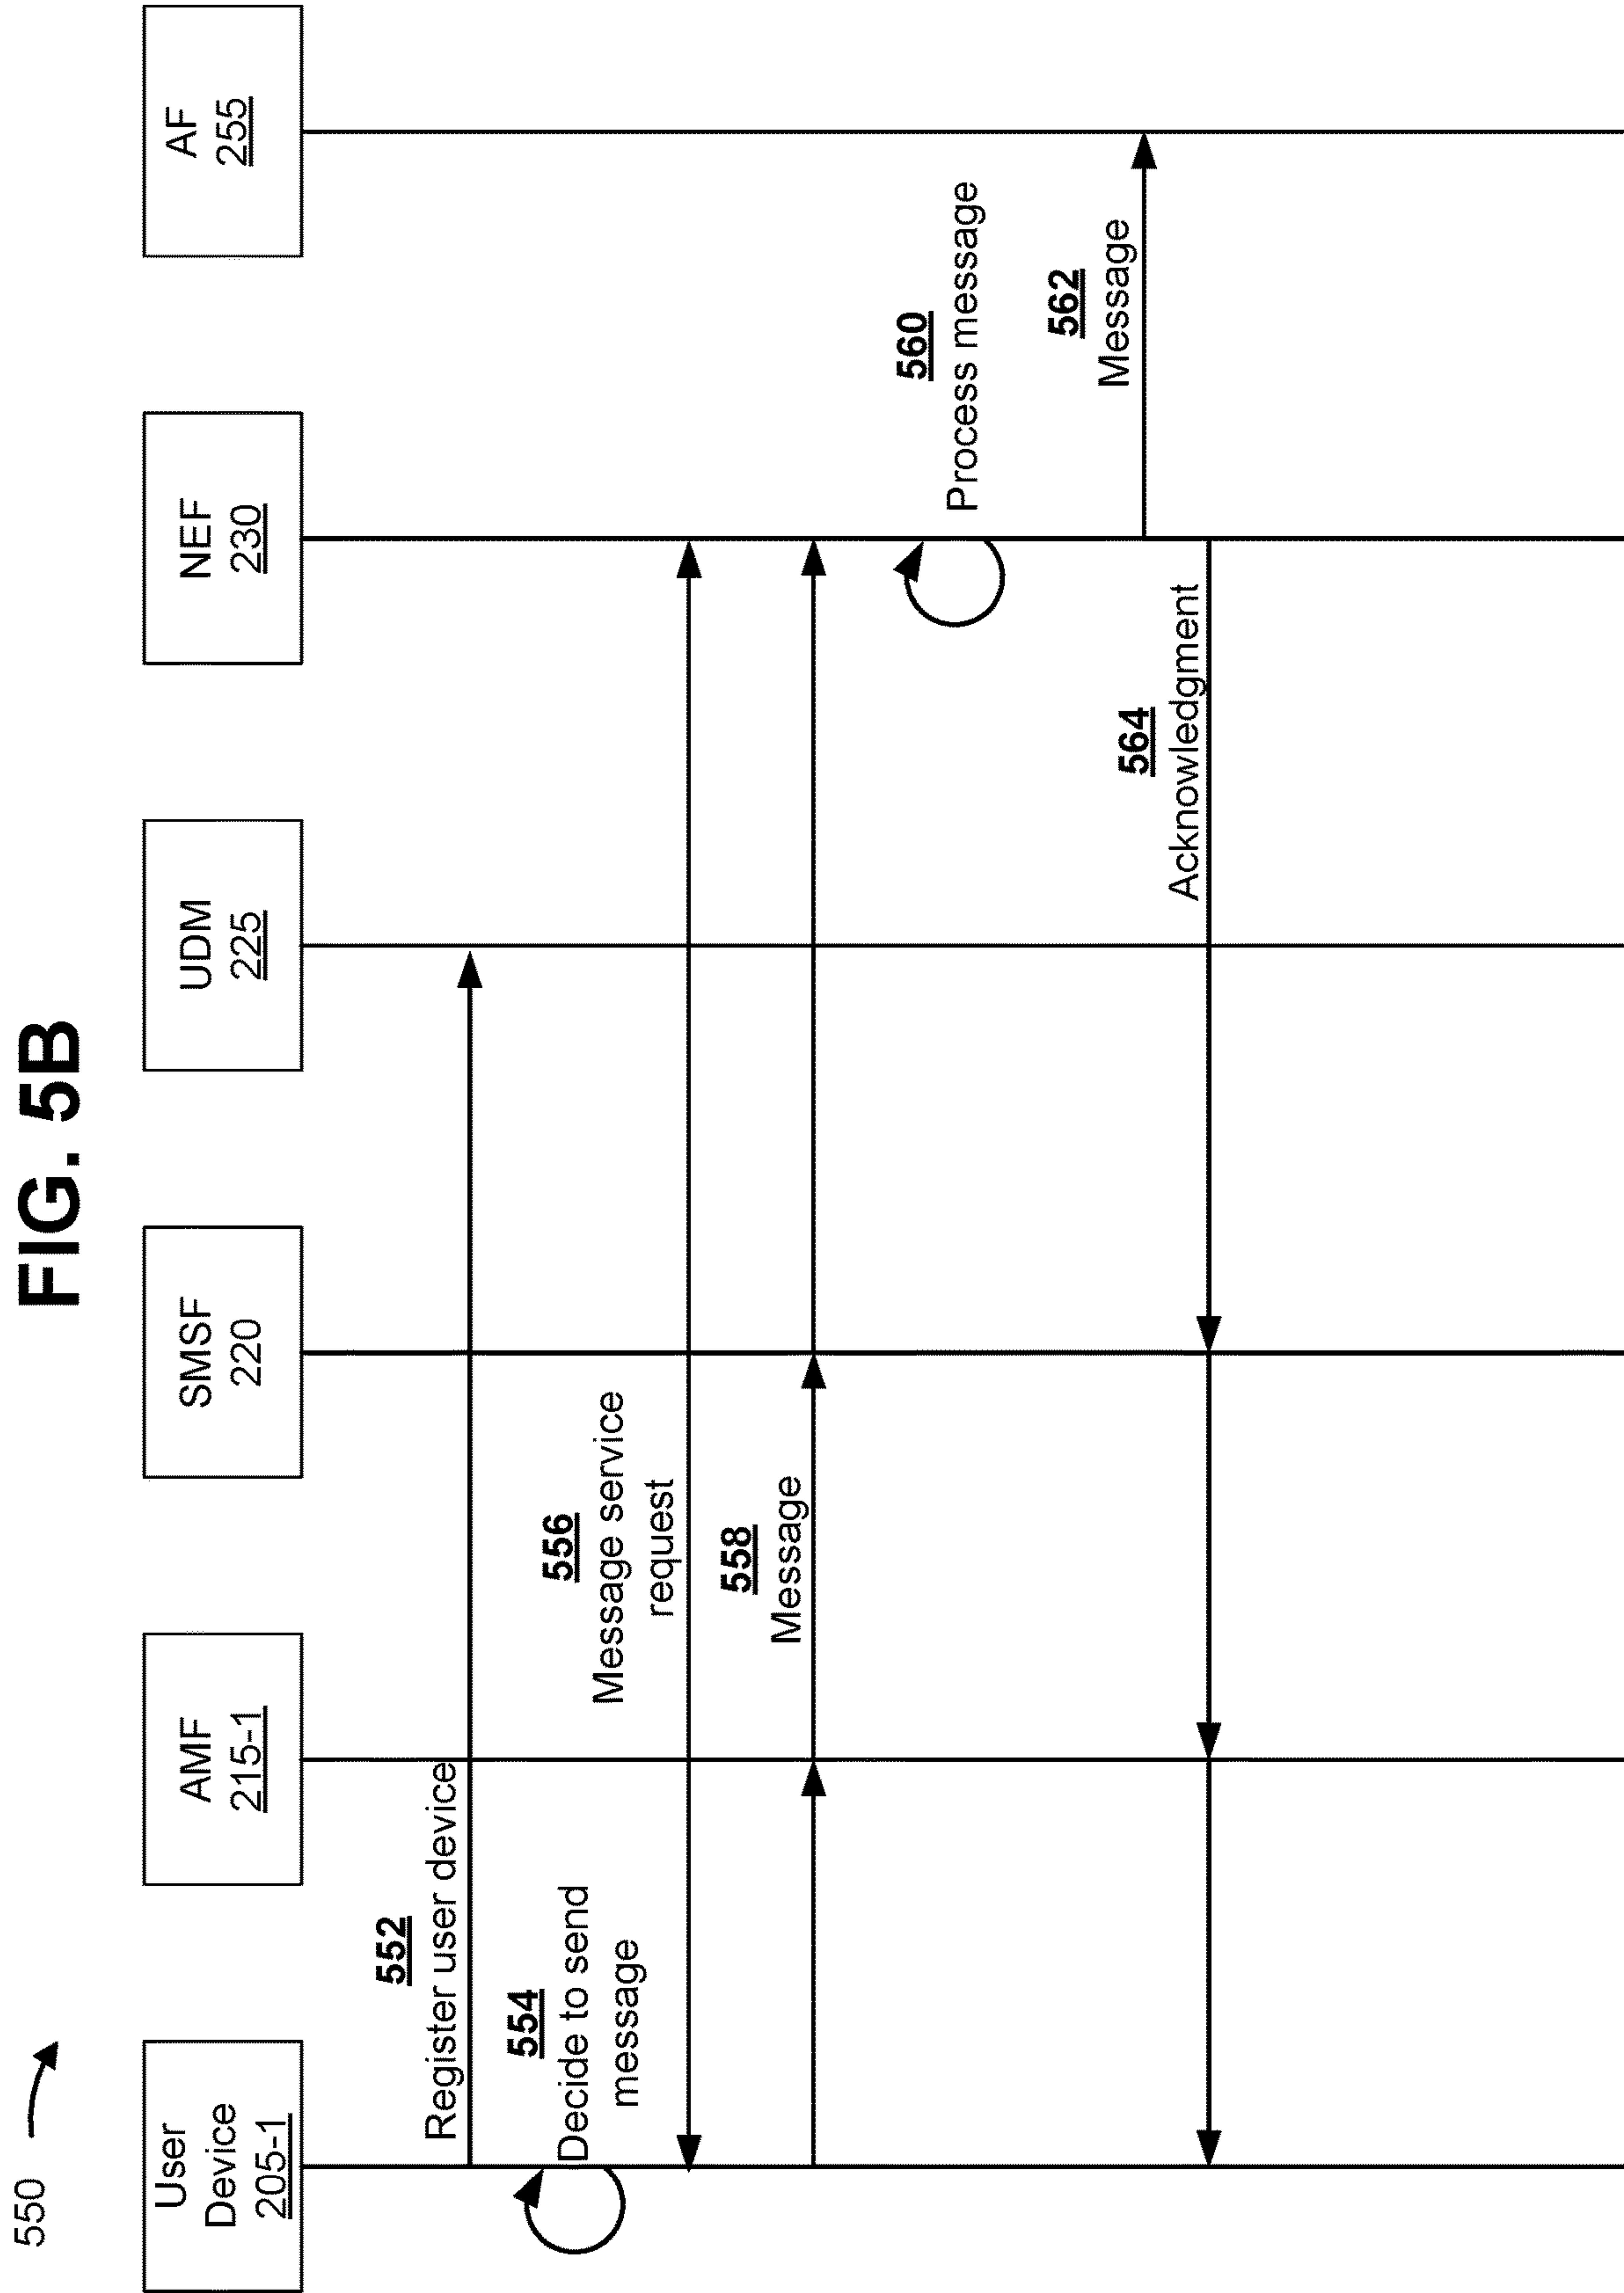 FIG. 5B
550
User
Device
205-1
AMF
215-1
SMSF
220
UDM
225
NEF
230
AF
255
552
Register user device
554
Decide to send
message
556
Message service
request
558
Message
560
Process message
562
Message
564
Acknowledgment